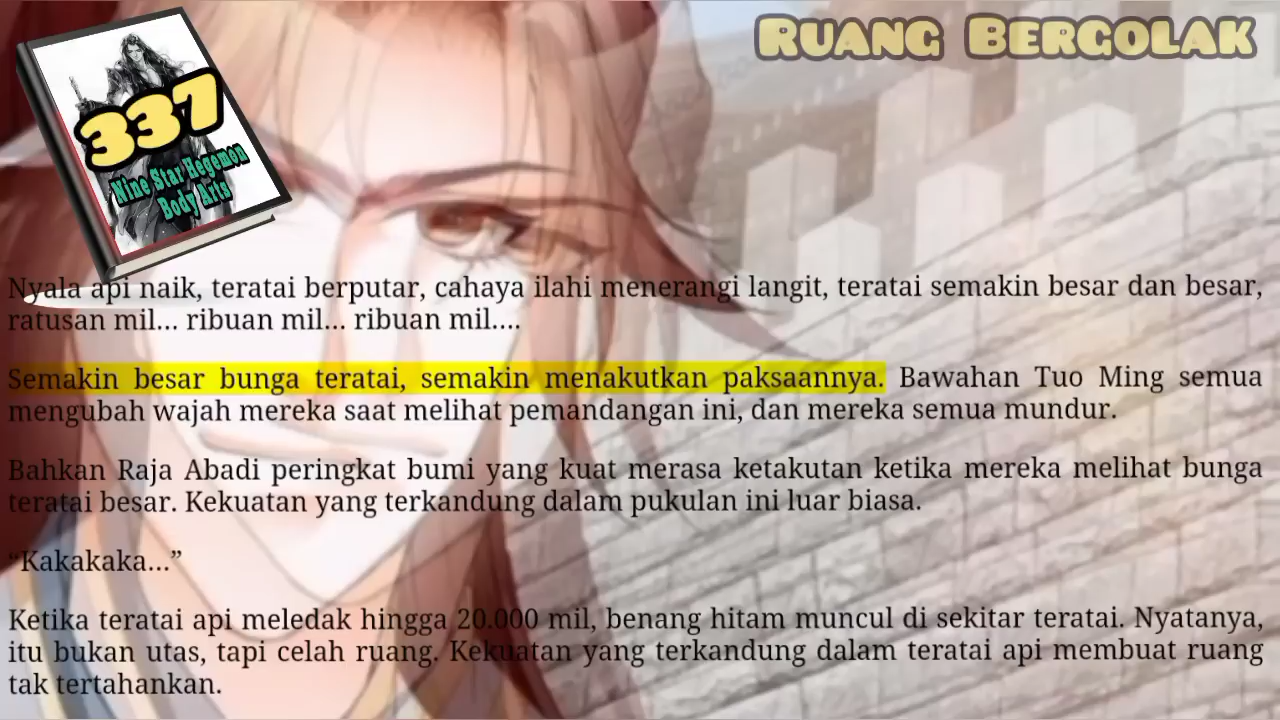 337
Nine Star Hegemon
Body Arts
RUANG BERGOLAK
Nyala api naik, teratai berputar, cahaya ilahi menerangi langit, teratai semakin besar dan besar,
ratusan mil... ribuan mil... ribuan mil....
Semakin besar bunga teratai, semakin menakutkan paksaannya. Bawahan Tuo Ming semua
mengubah wajah mereka saat melihat pemandangan ini, dan mereka semua mundur.
Bahkan Raja Abadi peringkat bumi yang kuat merasa ketakutan ketika mereka melihat bunga
teratai besar. Kekuatan yang terkandung dalam pukulan ini luar biasa.
“Kakakaka...”
Ketika teratai api meledak hingga 20.000 mil, benang hitam muncul di sekitar teratai. Nyatanya,
itu bukan utas, tapi celah ruang. Kekuatan yang terkandung dalam teratai api membuat ruang
tak tertahankan.